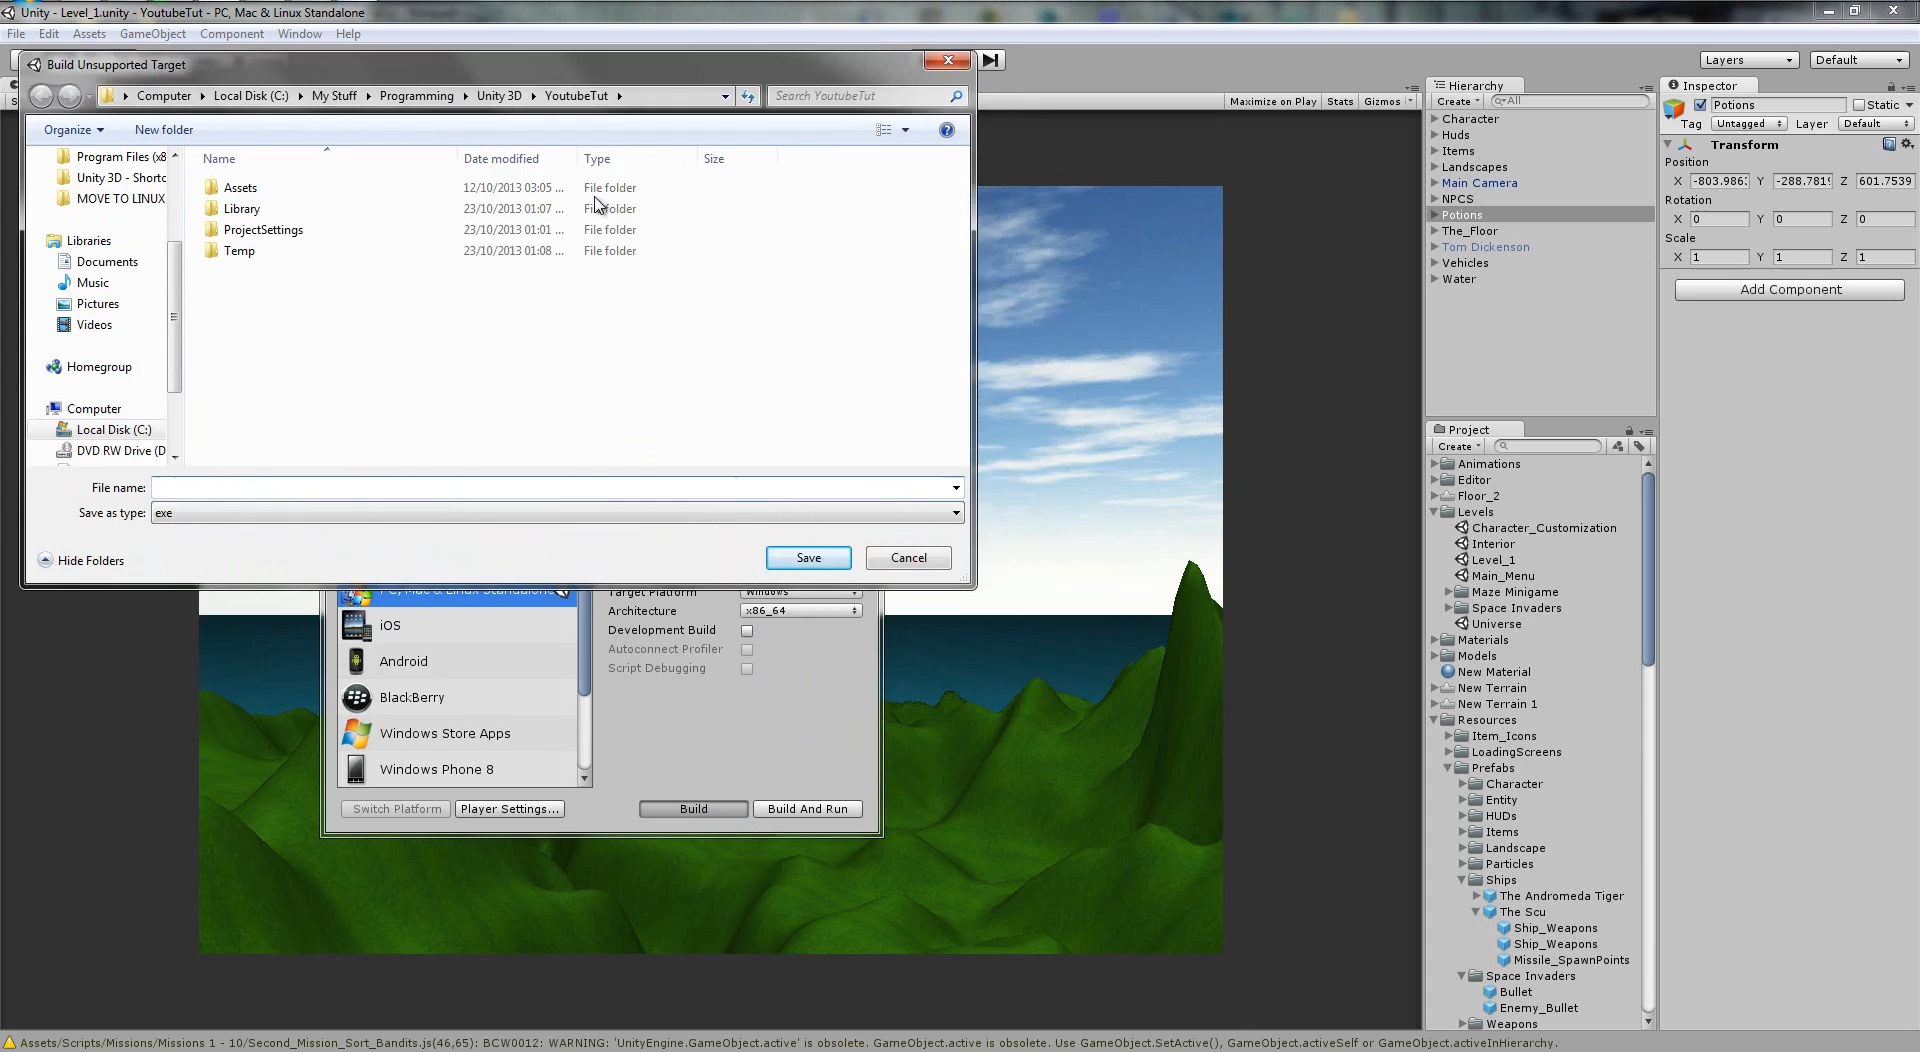 Unity - Level_1.unity - YoutubeTut - PC, Mac & Linux Standalone
File Edit Assets GameObject Component Window Help
Build Unsupported Target
Layers Default
Computer Local Disk (C:) My Stuff Programming Unity 3D YoutubeTut Search YoutubeTut
Organize New folder
Name Date modified Type Size
Program Files (x8
Unity 3D - Shortc
MOVE TO LINUX
Libraries
Documents
Music
Pictures
Videos
Homegroup
Computer
Local Disk (C:)
DVD RW Drive (D
Assets 12/10/2013 03:05 ... File folder
Library 23/10/2013 01:07 ... File folder
ProjectSettings 23/10/2013 01:01 ... File folder
Temp 23/10/2013 01:08 ... File folder
File name:
Save as type: exe
Hide Folders
Save Cancel
PC, Mac & Linux Standalone
iOS
Android
BlackBerry
Windows Store Apps
Windows Phone 8
Target Platform Windows
Architecture x86_64
Development Build
Autoconnect Profiler
Script Debugging
Switch Platform Player Settings... Build Build And Run
Maximize on Play Stats Gizmos
Hierarchy
Create All
Character
Huds
Items
Landscapes
Main Camera
NPCS
Potions
The_Floor
Tom Dickenson
Vehicles
Water
Project
Create
Animations
Editor
Floor_2
Levels
Character_Customization
Interior
Level_1
Main_Menu
Maze Minigame
Space Invaders
Universe
Materials
Models
New Material
New Terrain
New Terrain 1
Resources
Item_Icons
LoadingScreens
Prefabs
Character
Entity
HUDs
Items
Landscape
Particles
Ships
The Andromeda Tiger
The Scu
Ship_Weapons
Ship_Weapons
Missile_SpawnPoints
Space Invaders
Bullet
Enemy_Bullet
Weapons
Inspector
Potions Static
Tag Untagged Layer Default
Transform
Position
X -803.986 Y -288.781 Z 601.7539
Rotation
X 0 Y 0 Z 0
Scale
X 1 Y 1 Z 1
Add Component
Assets/Scripts/Missions/Missions 1 - 10/Second_Mission_Sort_Bandits.js(46,65): BCW0012: WARNING: 'UnityEngine.GameObject.active' is obsolete. GameObject.active is obsolete. Use GameObject.SetActive(), GameObject.activeSelf or GameObject.activeInHierarchy.